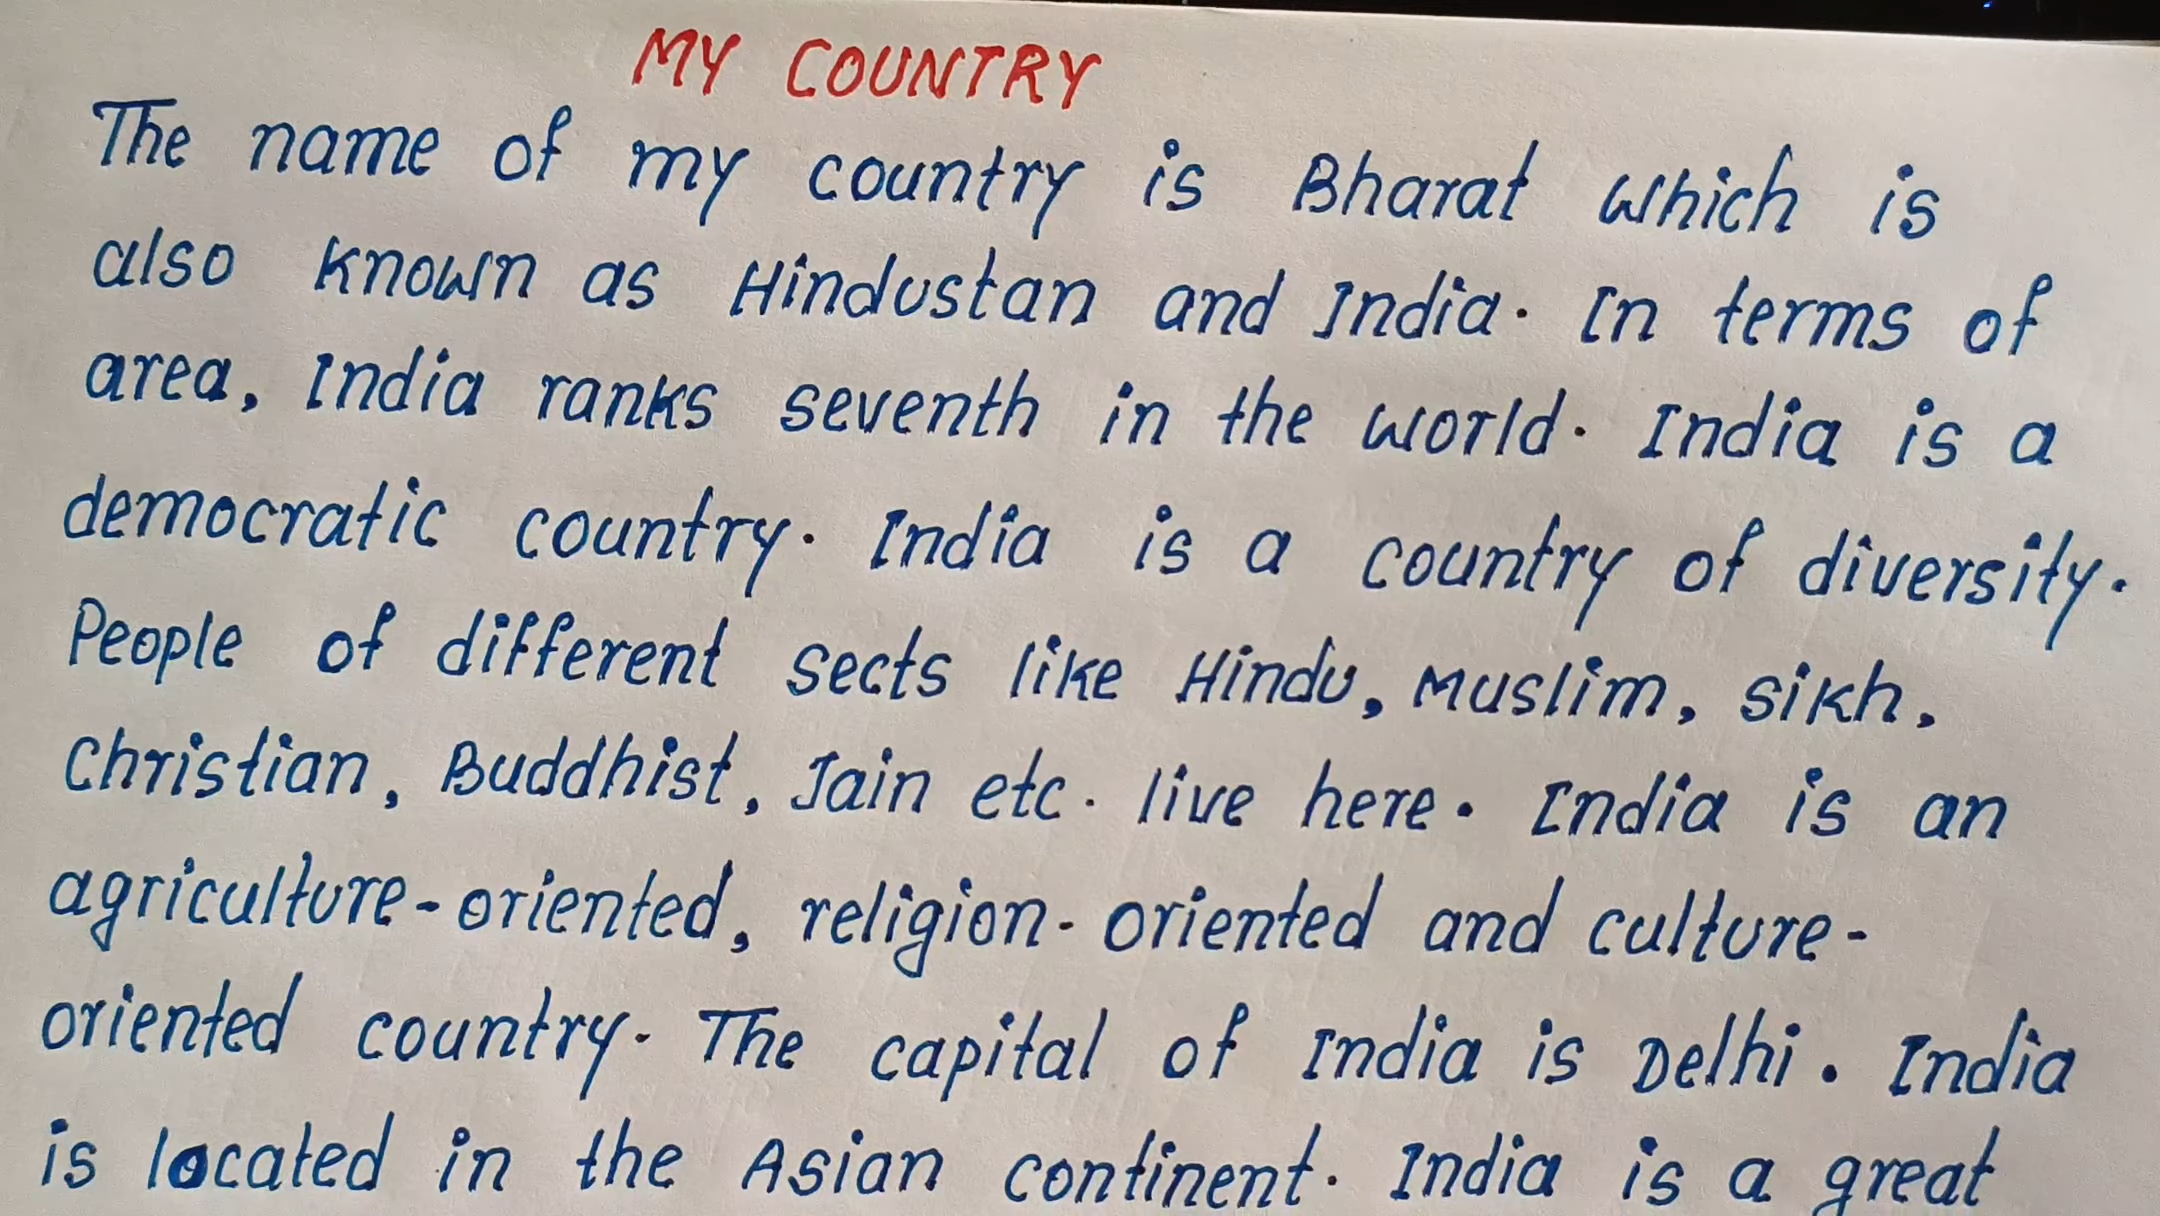 MY COUNTRY
The name of my country is Bharat which is
also known as Hindustan and India. In terms of
area, India ranks seventh in the world. India is a
democratic country. India is a country of diversity.
People of different sects like Hindu, Muslim, Sikh,
Christian, Buddhist, Jain etc. live here. India is an
agriculture-oriented, religion-oriented and culture-
oriented country. The capital of India is Delhi. India
is located in the Asian continent. India is a great